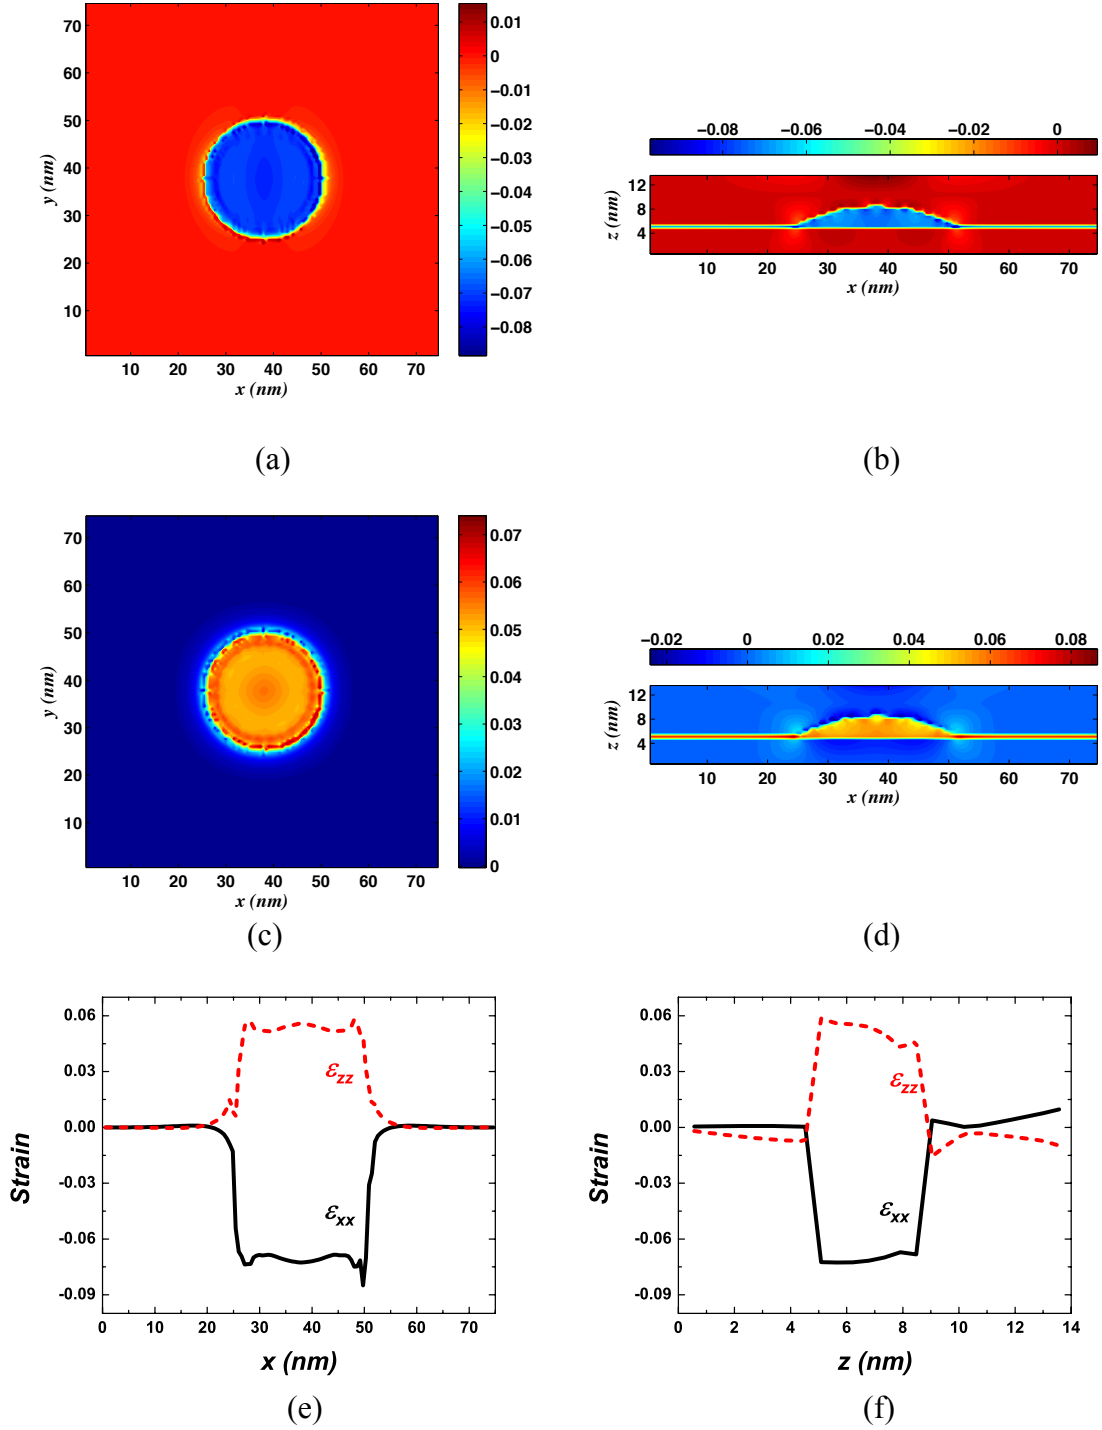 0.01
0
−0.01
−0.02
−0.03
−0.04
−0.05
−0.06
−0.07
−0.08
70
60
50
40
30
20
10
y (nm)
10 20 30 40 50 60 70
x (nm)
(a)
−0.08 −0.06 −0.04 −0.02 0
12
8
4
z (nm)
10 20 30 40 50 60 70
x (nm)
(b)
0.07
0.06
0.05
0.04
0.03
0.02
0.01
0
70
60
50
40
30
20
10
y (nm)
10 20 30 40 50 60 70
x (nm)
(c)
−0.02 0 0.02 0.04 0.06 0.08
12
8
4
z (nm)
10 20 30 40 50 60 70
x (nm)
(d)
0.06
0.03
0.00
-0.03
-0.06
-0.09
Strain
εzz
εxx
0 10 20 30 40 50 60 70
x (nm)
(e)
0.06
0.03
0.00
-0.03
-0.06
-0.09
Strain
εzz
εxx
0 2 4 6 8 10 12 14
z (nm)
(f)